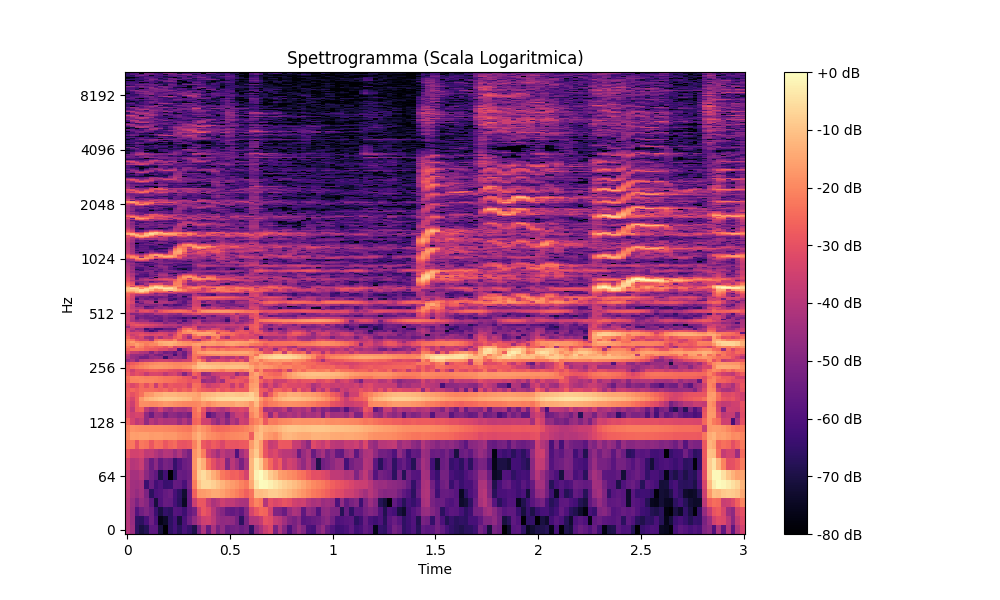 Spettrogramma (Scala Logaritmica)
8192
4096
2048
1024
512
256
128
64
0
Hz
0
0.5
1
1.5
2
2.5
3
Time
+0 dB
-10 dB
-20 dB
-30 dB
-40 dB
-50 dB
-60 dB
-70 dB
-80 dB